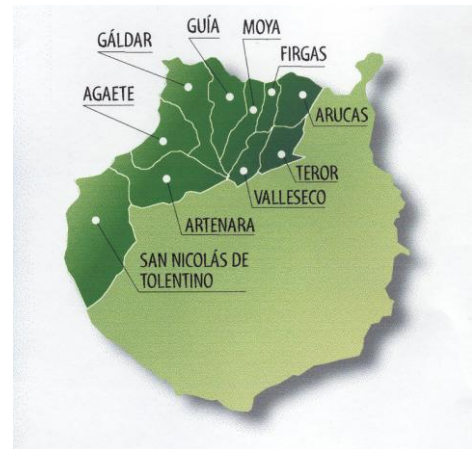 GUÍA
MOYA
GÁLDAR
FIRGAS
AGAETE
ARUCAS
TEROR
VALLESECO
ARTENARA
SAN NICOLÁS DE
TOLENTINO